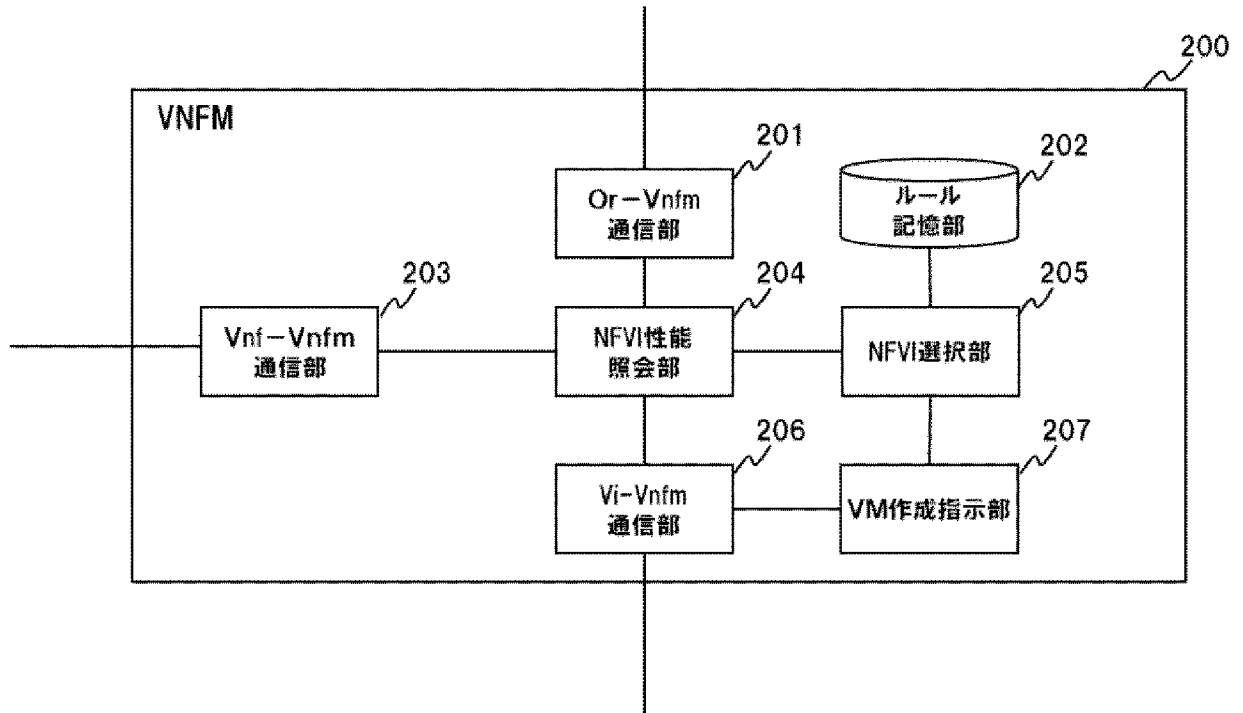 200
VNFM
201
Or－Vnfm
通信部
202
ルール
記憶部
203
Vnf－Vnfm
通信部
204
NFVI性能
照会部
205
NFVI選択部
206
Vi-Vnfm
通信部
207
VM作成指示部